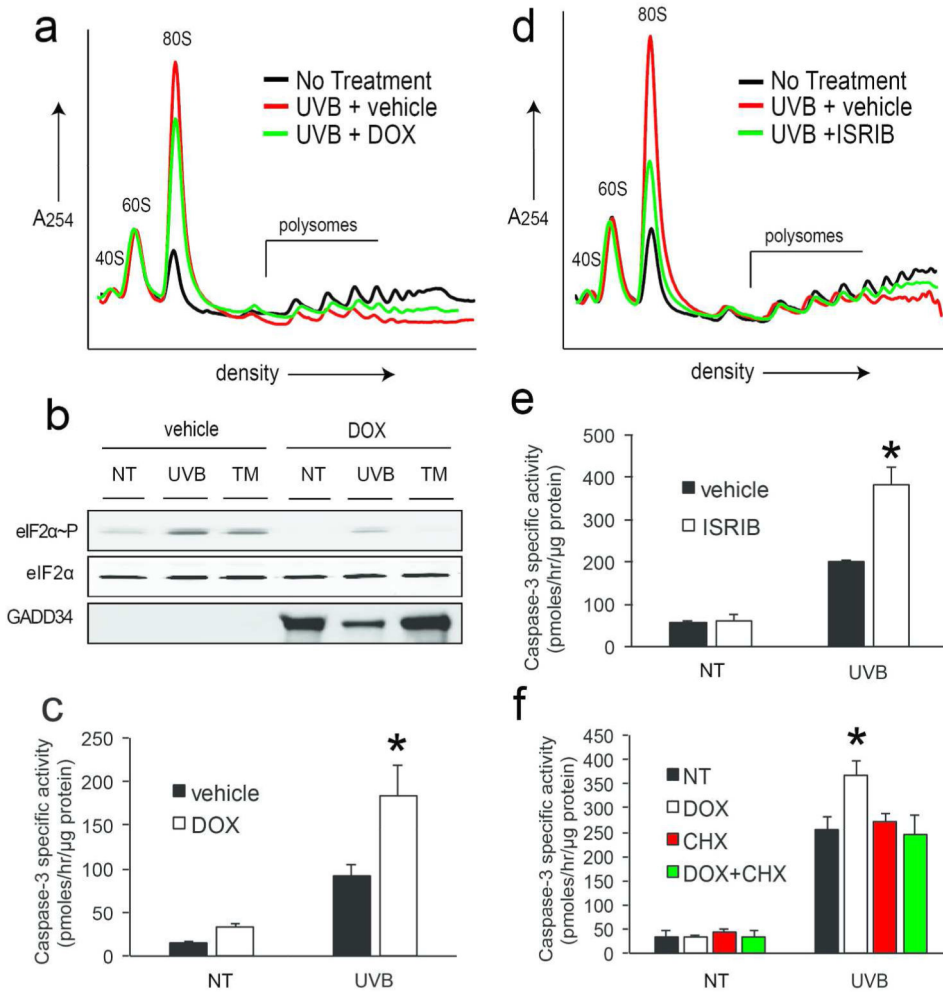 a
80S
No Treatment
UVB + vehicle
UVB + DOX
60S
A254
polysomes
40S
density
d
80S
No Treatment
UVB + vehicle
UVB +ISRIB
60S
A254
polysomes
40S
density
b
vehicle DOX
NT UVB TM NT UVB TM
eIF2α~P
eIF2α
GADD34
e
Caspase-3 specific activity
(pmoles/hr/µg protein)
500
400
300
200
100
0
vehicle
ISRIB
*
NT UVB
c
Caspase-3 specific activity
(pmoles/hr/µg protein)
250
200
150
100
50
0
vehicle
DOX
*
NT UVB
f
Caspase-3 specific activity
(pmoles/hr/µg protein)
450
400
350
300
250
200
150
100
50
0
NT
DOX
CHX
DOX+CHX
*
NT UVB